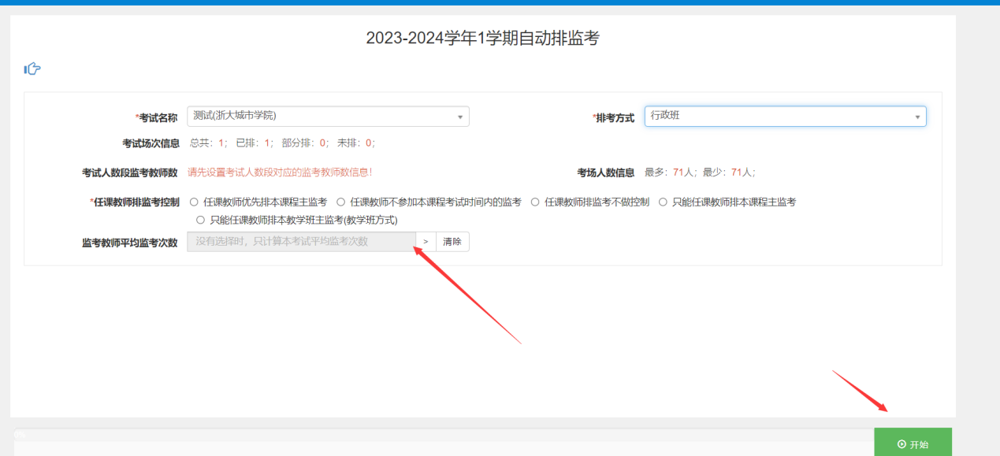 2023-2024学年1学期自动排监考
*考试名称 测试(浙大城市学院) *排考方式 行政班
考试场次信息 总共：1； 已排：1； 部分排：0； 未排：0；
考试人数段监考教师数 请先设置考试人数段对应的监考教师数信息！ 考场人数信息 最多：71人；最少：71人；
*任课教师排监考控制 任课教师优先排本课程主监考 任课教师不参加本课程考试时间内的监考 任课教师排监考不做控制 只能任课教师排本课程主监考
只能任课教师排本教学班主监考(教学班方式)
监考教师平均监考次数 没有选择时，只计算本考试平均监考次数 > 清除
0%
开始